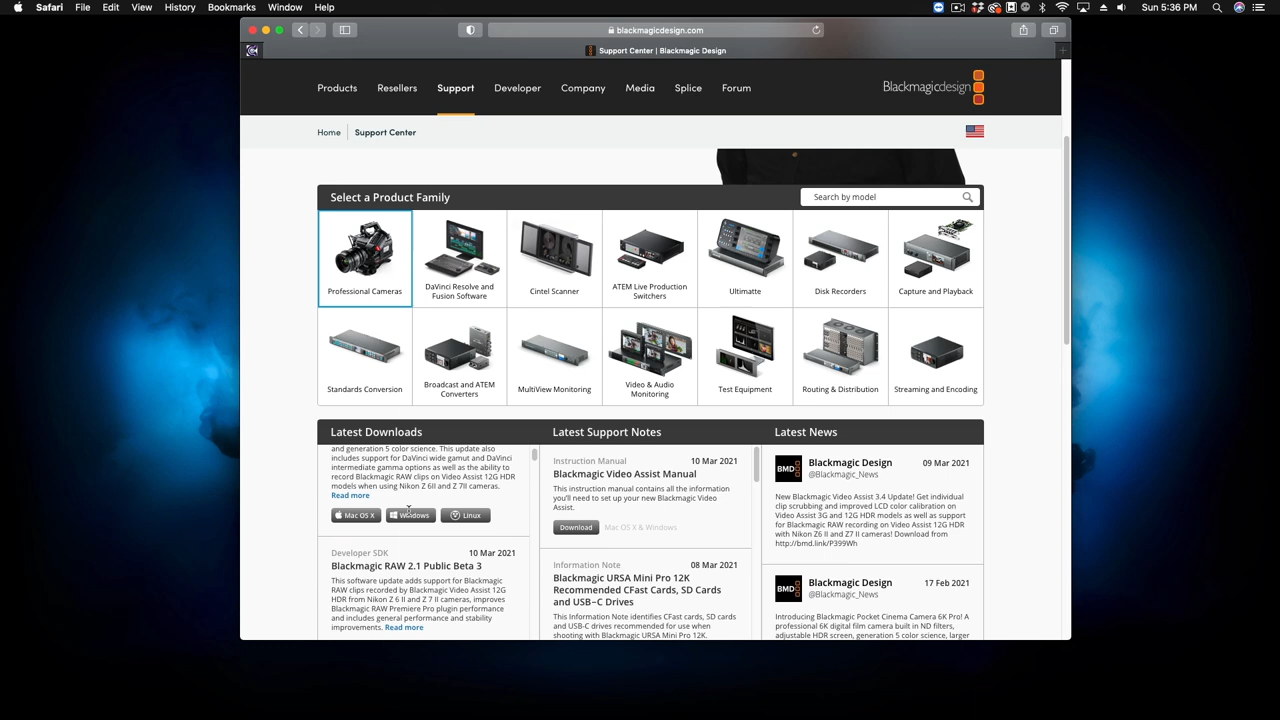 Safari File Edit View History Bookmarks Window Help
Sun 5:36 PM
blackmagicdesign.com
Support Center | Blackmagic Design
Products Resellers Support Developer Company Media Splice Forum
Blackmagicdesign
Home Support Center
Select a Product Family
Search by model
Professional Cameras
DaVinci Resolve and
Fusion Software
Cintel Scanner
ATEM Live Production
Switchers
Ultimatte
Disk Recorders
Capture and Playback
Standards Conversion
Broadcast and ATEM
Converters
MultiView Monitoring
Video & Audio
Monitoring
Test Equipment
Routing & Distribution
Streaming and Encoding
Latest Downloads
and generation 5 color science. This update also
includes support for DaVinci wide gamut and DaVinci
intermediate gamma options as well as the ability to
record Blackmagic RAW clips on Video Assist 12G HDR
models when using Nikon Z 6II and Z 7II cameras.
Read more
Mac OS X Windows Linux
Developer SDK 10 Mar 2021
Blackmagic RAW 2.1 Public Beta 3
This software update adds support for Blackmagic
RAW clips recorded by Blackmagic Video Assist 12G
HDR from Nikon Z 6 II and Z 7 II cameras, improves
Blackmagic RAW Premiere Pro plugin performance
and includes general performance and stability
improvements. Read more
Latest Support Notes
Instruction Manual 10 Mar 2021
Blackmagic Video Assist Manual
This instruction manual contains all the information
you'll need to set up your new Blackmagic Video
Assist.
Download Mac OS X & Windows
Information Note 08 Mar 2021
Blackmagic URSA Mini Pro 12K
Recommended CFast Cards, SD Cards
and USB-C Drives
This Information Note identifies CFast cards, SD cards
and USB-C drives recommended for use when
shooting with Blackmagic URSA Mini Pro 12K.
Latest News
BMD
Blackmagic Design 09 Mar 2021
@Blackmagic_News
New Blackmagic Video Assist 3.4 Update! Get individual
clip scrubbing and improved LCD color calibration on
Video Assist 3G and 12G HDR models as well as support
for Blackmagic RAW recording on Video Assist 12G HDR
with Nikon Z6 II and Z7 II cameras! Download from
http://bmd.link/P399Wh
BMD
Blackmagic Design 17 Feb 2021
@Blackmagic_News
Introducing Blackmagic Pocket Cinema Camera 6K Pro! A
professional 6K digital film camera built in ND filters,
adjustable HDR screen, generation 5 color science, larger